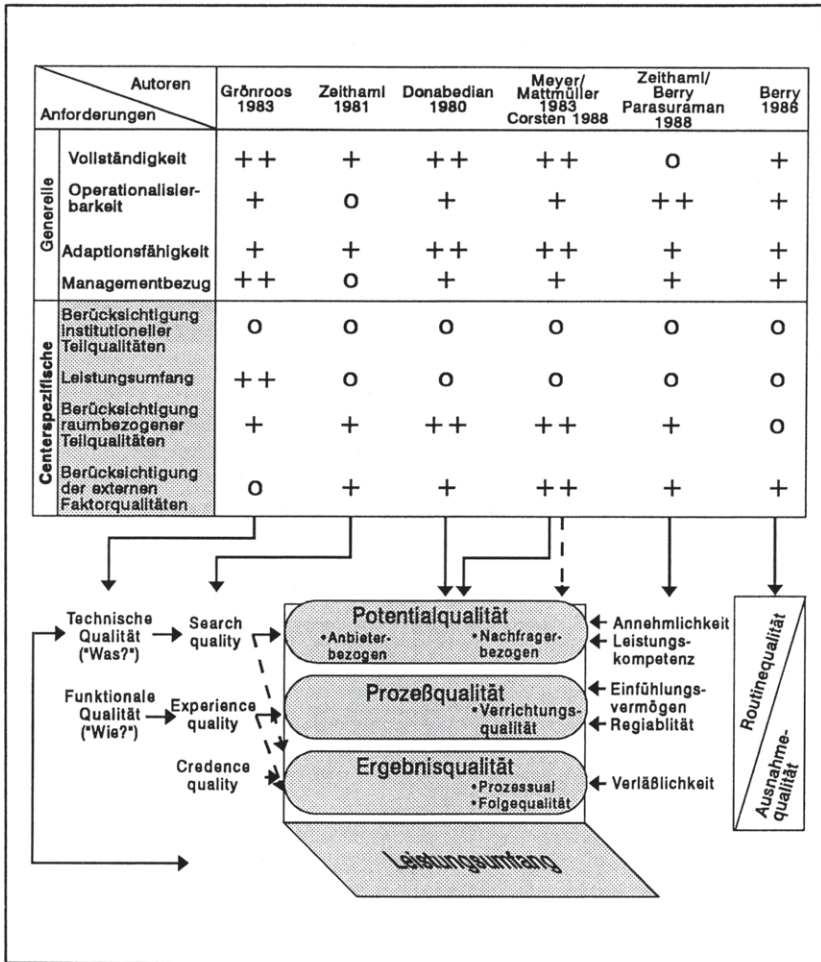 Autoren
Anforderungen
Grönroos
1983
Zeithaml
1981
Donabedian
1980
Meyer/
Mattmüller
1983
Corsten 1988
Zeithaml/
Berry
Parasuraman
1988
Berry
1986
Generelle
Vollständigkeit ++ + ++ ++ o +
Operationalisier-
barkeit + o + + ++ +
Adaptionsfähigkeit + + ++ ++ + +
Managementbezug ++ o + + + +
Centerspezifische
Berücksichtigung
institutioneller
Teilqualitäten o o o o o o
Leistungsumfang ++ o o o o o
Berücksichtigung
raumbezogener
Teilqualitäten + + ++ ++ + o
Berücksichtigung
der externen
Faktorqualitäten o + + ++ + +
Technische
Qualität
("Was?")
Search
quality
Potentialqualität
•Anbieter-
bezogen
•Nachfrager-
bezogen
Annehmlichkeit
Leistungs-
kompetenz
Funktionale
Qualität
("Wie?")
Experience
quality
Prozeßqualität
•Verrichtungs-
qualität
Einfühlungs-
vermögen
Regiablität
Credence
quality
Ergebnisqualität
•Prozessual
•Folgequalität
Verläßlichkeit
Routinequalität
Ausnahme-
qualität
Leistungsumfang